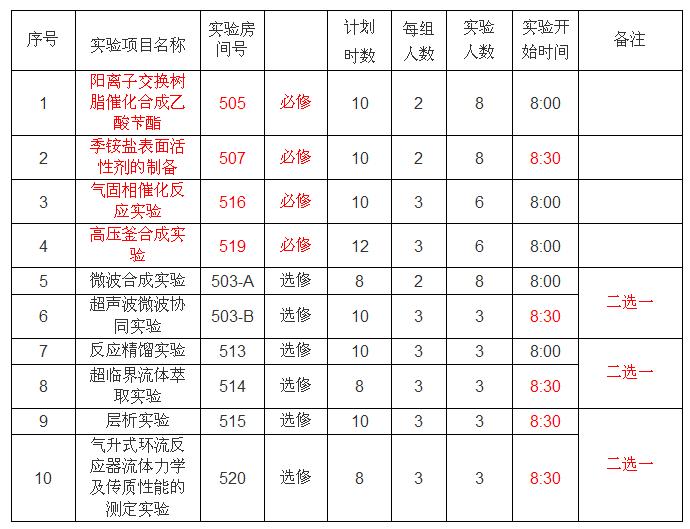 序号 实验项目名称 实验房间号 计划时数 每组人数 实验人数 实验开始时间 备注
1 阳离子交换树脂催化合成乙酸苄酯 505 必修 10 2 8 8:00
2 季铵盐表面活性剂的制备 507 必修 10 2 8 8:30
3 气固相催化反应实验 516 必修 10 3 6 8:00
4 高压釜合成实验 519 必修 12 3 6 8:00
5 微波合成实验 503-A 选修 8 2 8 8:00 二选一
6 超声波微波协同实验 503-B 选修 10 3 3 8:30
7 反应精馏实验 513 选修 10 3 3 8:00 二选一
8 超临界流体萃取实验 514 选修 8 3 3 8:30
9 层析实验 515 选修 10 3 3 8:30 二选一
10 气升式环流反应器流体力学及传质性能的测定实验 520 选修 8 3 3 8:30